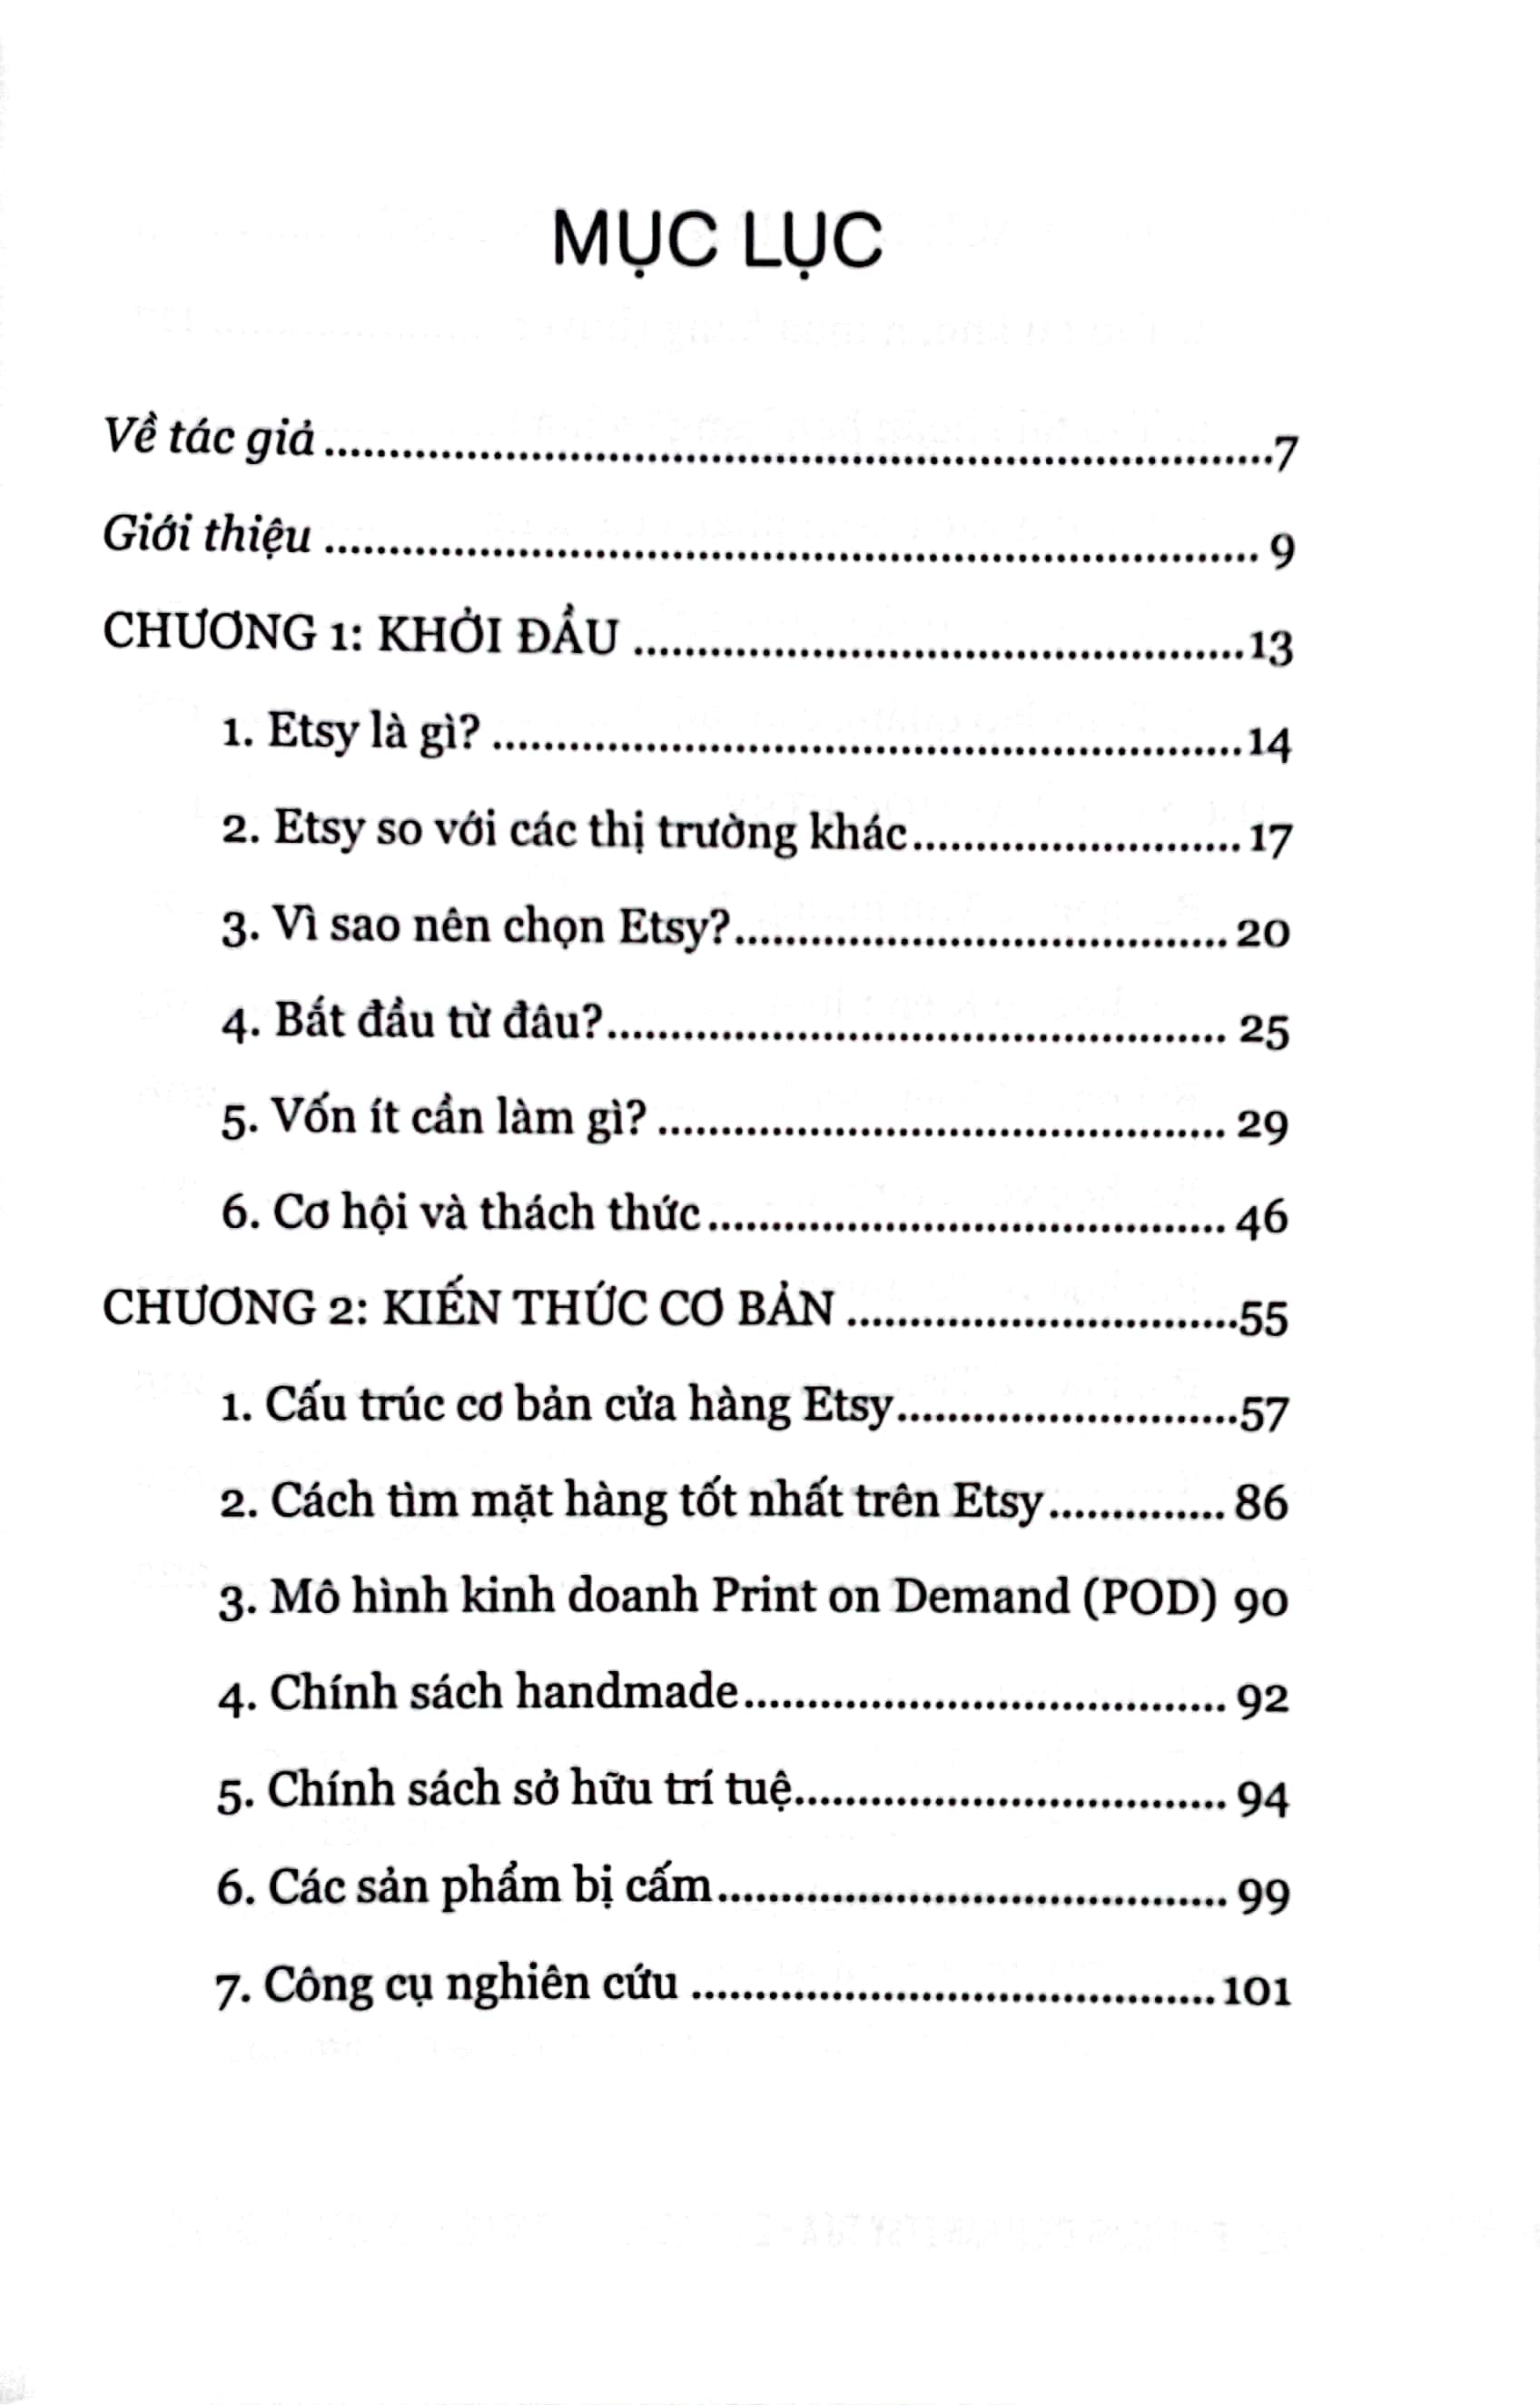 MỤC LỤC
Về tác giả ........................................................................... 7
Giới thiệu .......................................................................... 9
CHƯƠNG 1: KHỞI ĐẦU ................................................ 13
1. Etsy là gì? ........................................................... 14
2. Etsy so với các thị trường khác.......................... 17
3. Vì sao nên chọn Etsy?....................................... 20
4. Bắt đầu từ đâu?................................................. 25
5. Vốn ít cần làm gì? ............................................. 29
6. Cơ hội và thách thức......................................... 46
CHƯƠNG 2: KIẾN THỨC CƠ BẢN ............................... 55
1. Cấu trúc cơ bản cửa hàng Etsy........................... 57
2. Cách tìm mặt hàng tốt nhất trên Etsy.............. 86
3. Mô hình kinh doanh Print on Demand (POD) 90
4. Chính sách handmade...................................... 92
5. Chính sách sở hữu trí tuệ.................................. 94
6. Các sản phẩm bị cấm........................................ 99
7. Công cụ nghiên cứu ......................................... 101